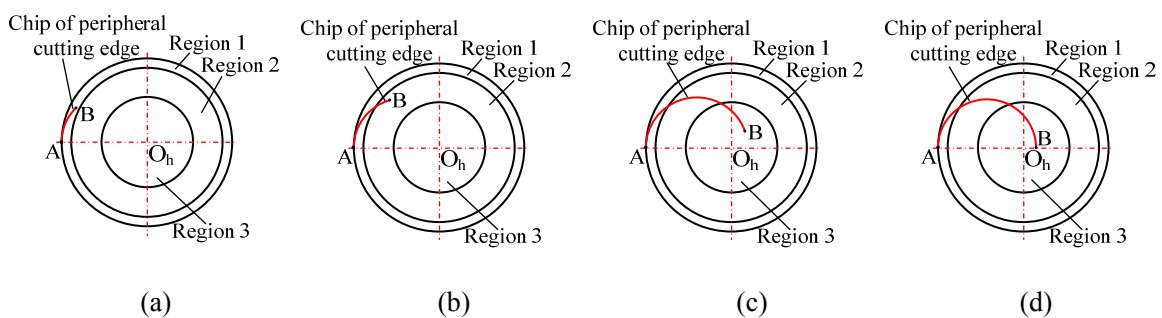 Chip of peripheral
cutting edge
Region 1
Region 2
B
A
Oh
Region 3
(a)
Chip of peripheral
cutting edge
Region 1
Region 2
B
A
Oh
Region 3
(b)
Chip of peripheral
cutting edge
Region 1
Region 2
B
A
Oh
Region 3
(c)
Chip of peripheral
cutting edge
Region 1
Region 2
B
A
Oh
Region 3
(d)